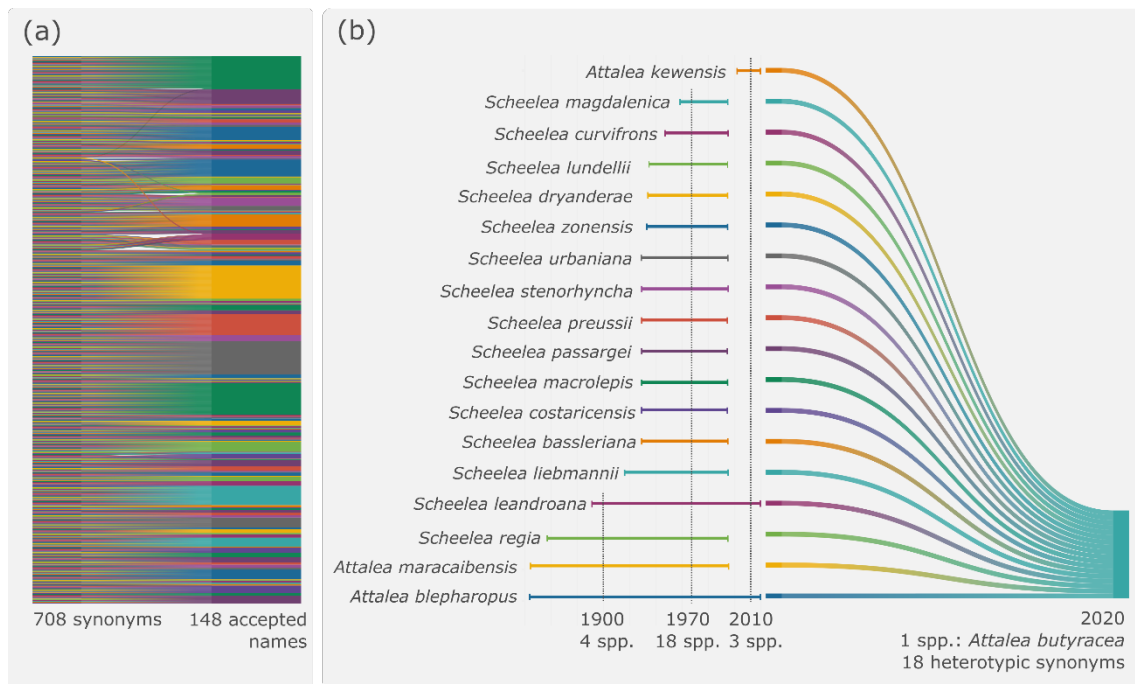 (a)
708 synonyms
148 accepted
names
(b)
Attalea kewensis
Scheelea magdalenica
Scheelea curvifrons
Scheelea lundellii
Scheelea dryanderae
Scheelea zonensis
Scheelea urbaniana
Scheelea stenorhyncha
Scheelea preussii
Scheelea passargei
Scheelea macrolepis
Scheelea costaricensis
Scheelea bassleriana
Scheelea liebmannii
Scheelea leandroana
Scheelea regia
Attalea maracaibensis
Attalea blepharopus
1900
4 spp.
1970
18 spp.
2010
3 spp.
2020
1 spp.: Attalea butyracea
18 heterotypic synonyms